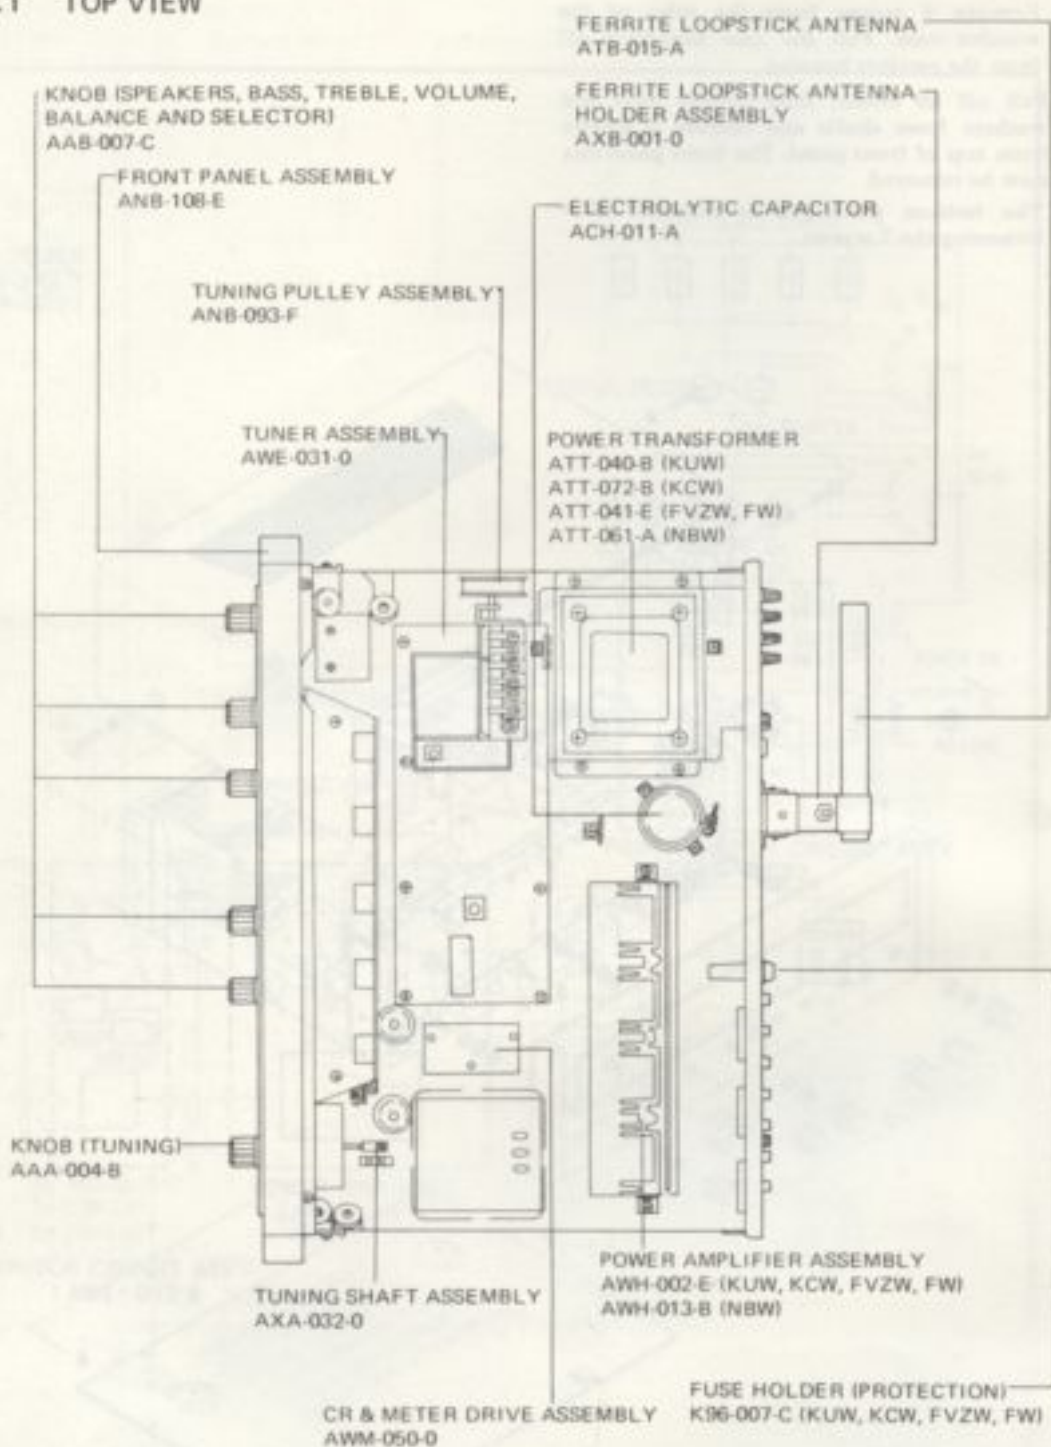 TOP VIEW
FERRITE LOOPSTICK ANTENNA
ATB-015-A
KNOB (SPEAKERS, BASS, TREBLE, VOLUME,
BALANCE AND SELECTOR)
AAB-007-C
FERRITE LOOPSTICK ANTENNA
HOLDER ASSEMBLY
AXB-001-0
FRONT PANEL ASSEMBLY
ANB-108-E
ELECTROLYTIC CAPACITOR
ACH-011-A
TUNING PULLEY ASSEMBLY
ANB-093-F
TUNER ASSEMBLY
AWE-031-0
POWER TRANSFORMER
ATT-040-B (KUW)
ATT-072-B (KCW)
ATT-041-E (FVZW, FW)
ATT-061-A (NBW)
KNOB (TUNING)
AAA-004-B
TUNING SHAFT ASSEMBLY
AXA-032-0
POWER AMPLIFIER ASSEMBLY
AWH-002-E (KUW, KCW, FVZW, FW)
AWH-013-B (NBW)
CR & METER DRIVE ASSEMBLY
AWM-050-0
FUSE HOLDER (PROTECTION)
K96-007-C (KUW, KCW, FVZW, FW)